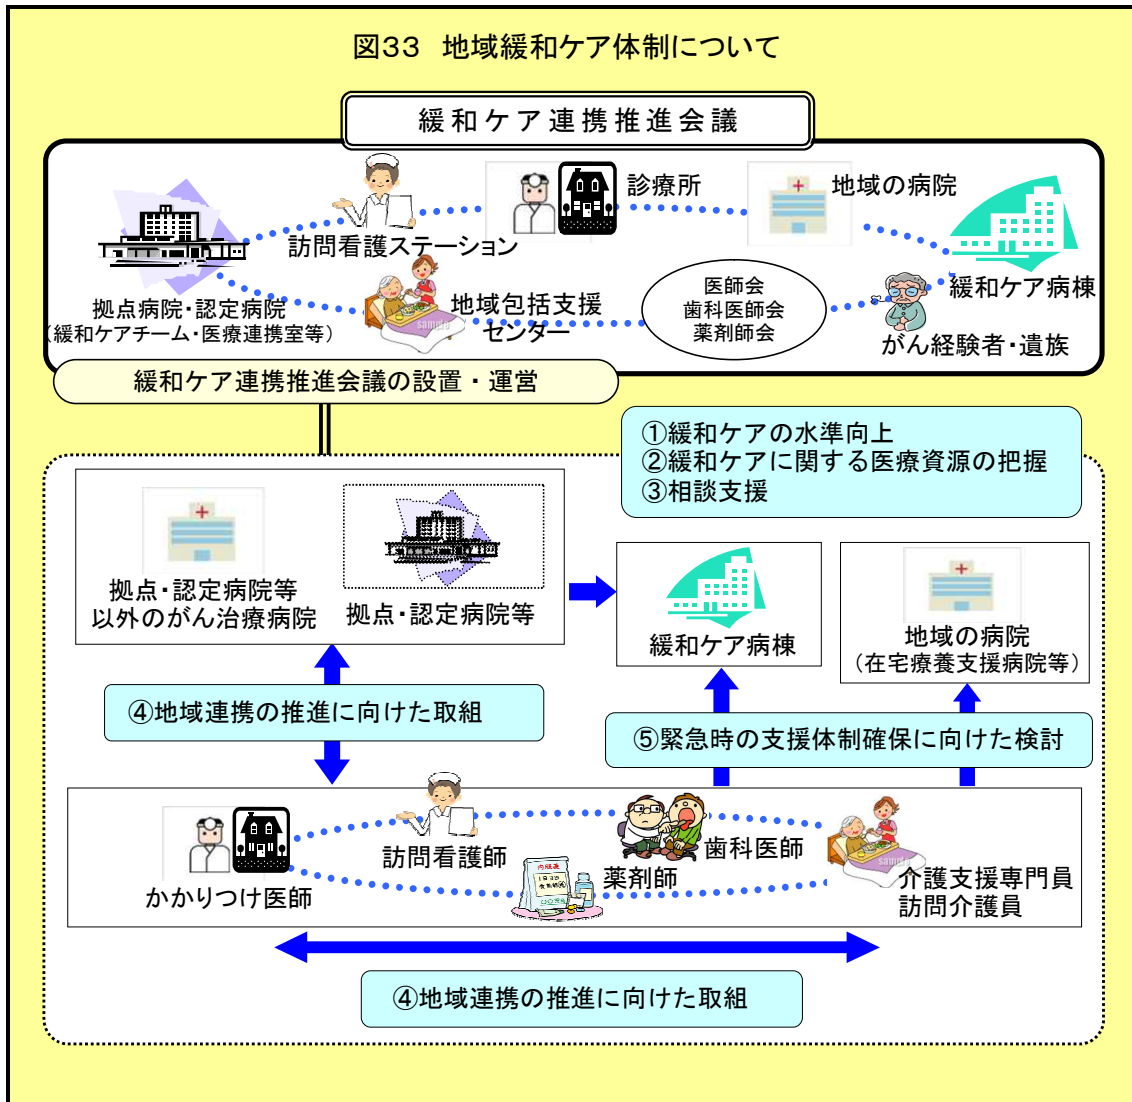 図33 地域緩和ケア体制について
緩和ケア連携推進会議
診療所
地域の病院
訪問看護ステーション
緩和ケア病棟
拠点病院・認定病院
（緩和ケアチーム・医療連携室等）
sample
地域包括支援
センター
医師会
歯科医師会
薬剤師会
がん経験者・遺族
緩和ケア連携推進会議の設置・運営
①緩和ケアの水準向上
②緩和ケアに関する医療資源の把握
③相談支援
拠点・認定病院等
以外のがん治療病院
拠点・認定病院等
緩和ケア病棟
地域の病院
（在宅療養支援病院等）
④地域連携の推進に向けた取組
⑤緊急時の支援体制確保に向けた検討
かかりつけ医師
訪問看護師
薬剤師
歯科医師
sample
介護支援専門員
訪問介護員
④地域連携の推進に向けた取組